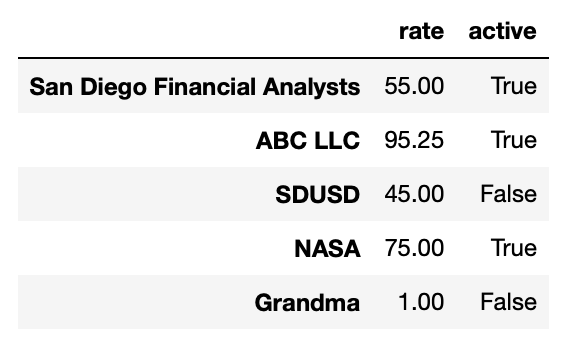 rate active
San Diego Financial Analysts 55.00 True
ABC LLC 95.25 True
SDUSD 45.00 False
NASA 75.00 True
Grandma 1.00 False